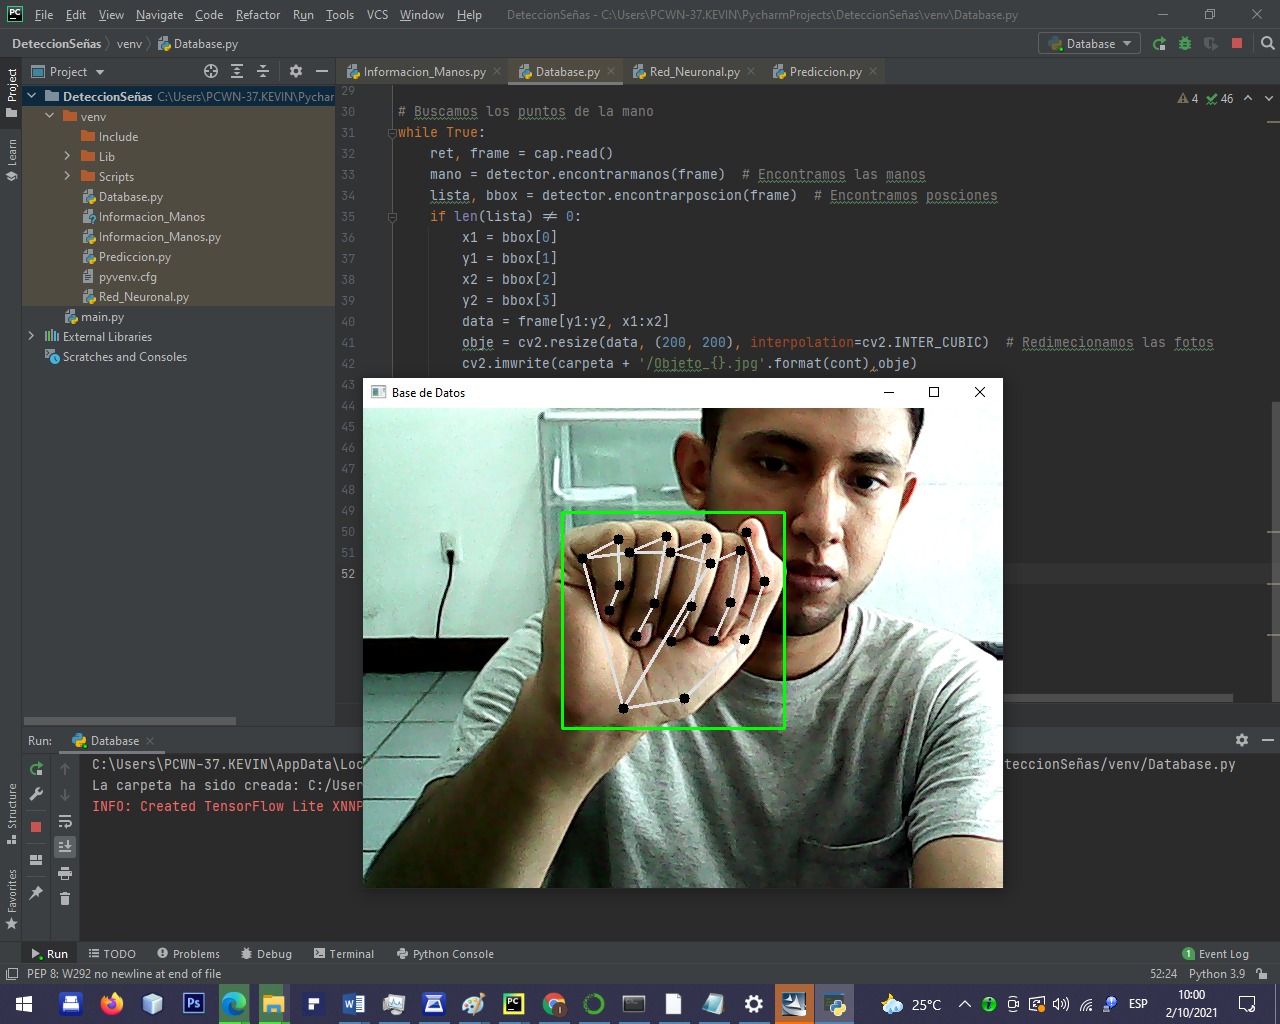 PC File Edit View Navigate Code Refactor Run Tools VCS Window Help DeteccionSeñas - C:\Users\PCWN-37.KEVIN\PycharmProjects\DeteccionSeñas\venv\Database.py
DeteccionSeñas venv Database.py Database
Project Informacion_Manos.py Database.py Red_Neuronal.py Prediccion.py
Project
Learn
Structure
Favorites
DeteccionSeñas C:\Users\PCWN-37.KEVIN\Pychar
venv
Include
Lib
Scripts
Database.py
Informacion_Manos
Informacion_Manos.py
Prediccion.py
pyvenv.cfg
Red_Neuronal.py
main.py
External Libraries
Scratches and Consoles
4 46
29
30 # Buscamos los puntos de la mano
31 while True:
32 ret, frame = cap.read()
33 mano = detector.encontrarmanos(frame) # Encontramos las manos
34 lista, bbox = detector.encontrarposcion(frame) # Encontramos posciones
35 if len(lista) ≠ 0:
36 x1 = bbox[0]
37 y1 = bbox[1]
38 x2 = bbox[2]
39 y2 = bbox[3]
40 data = frame[y1:y2, x1:x2]
41 obje = cv2.resize(data, (200, 200), interpolation=cv2.INTER_CUBIC) # Redimecionamos las fotos
42 cv2.imwrite(carpeta + '/Objeto_{}.jpg'.format(cont),obje)
43
44
45
46
47
48
49
50
51
52
Base de Datos
Run: Database
C:\Users\PCWN-37.KEVIN\AppData\Loc teccionSeñas/venv/Database.py
La carpeta ha sido creada: C:/User
INFO: Created TensorFlow Lite XNNP
Run TODO Problems Debug Terminal Python Console 1 Event Log
PEP 8: W292 no newline at end of file 52:24 Python 3.9
Ps PC 25°C ESP 10:00
2/10/2021